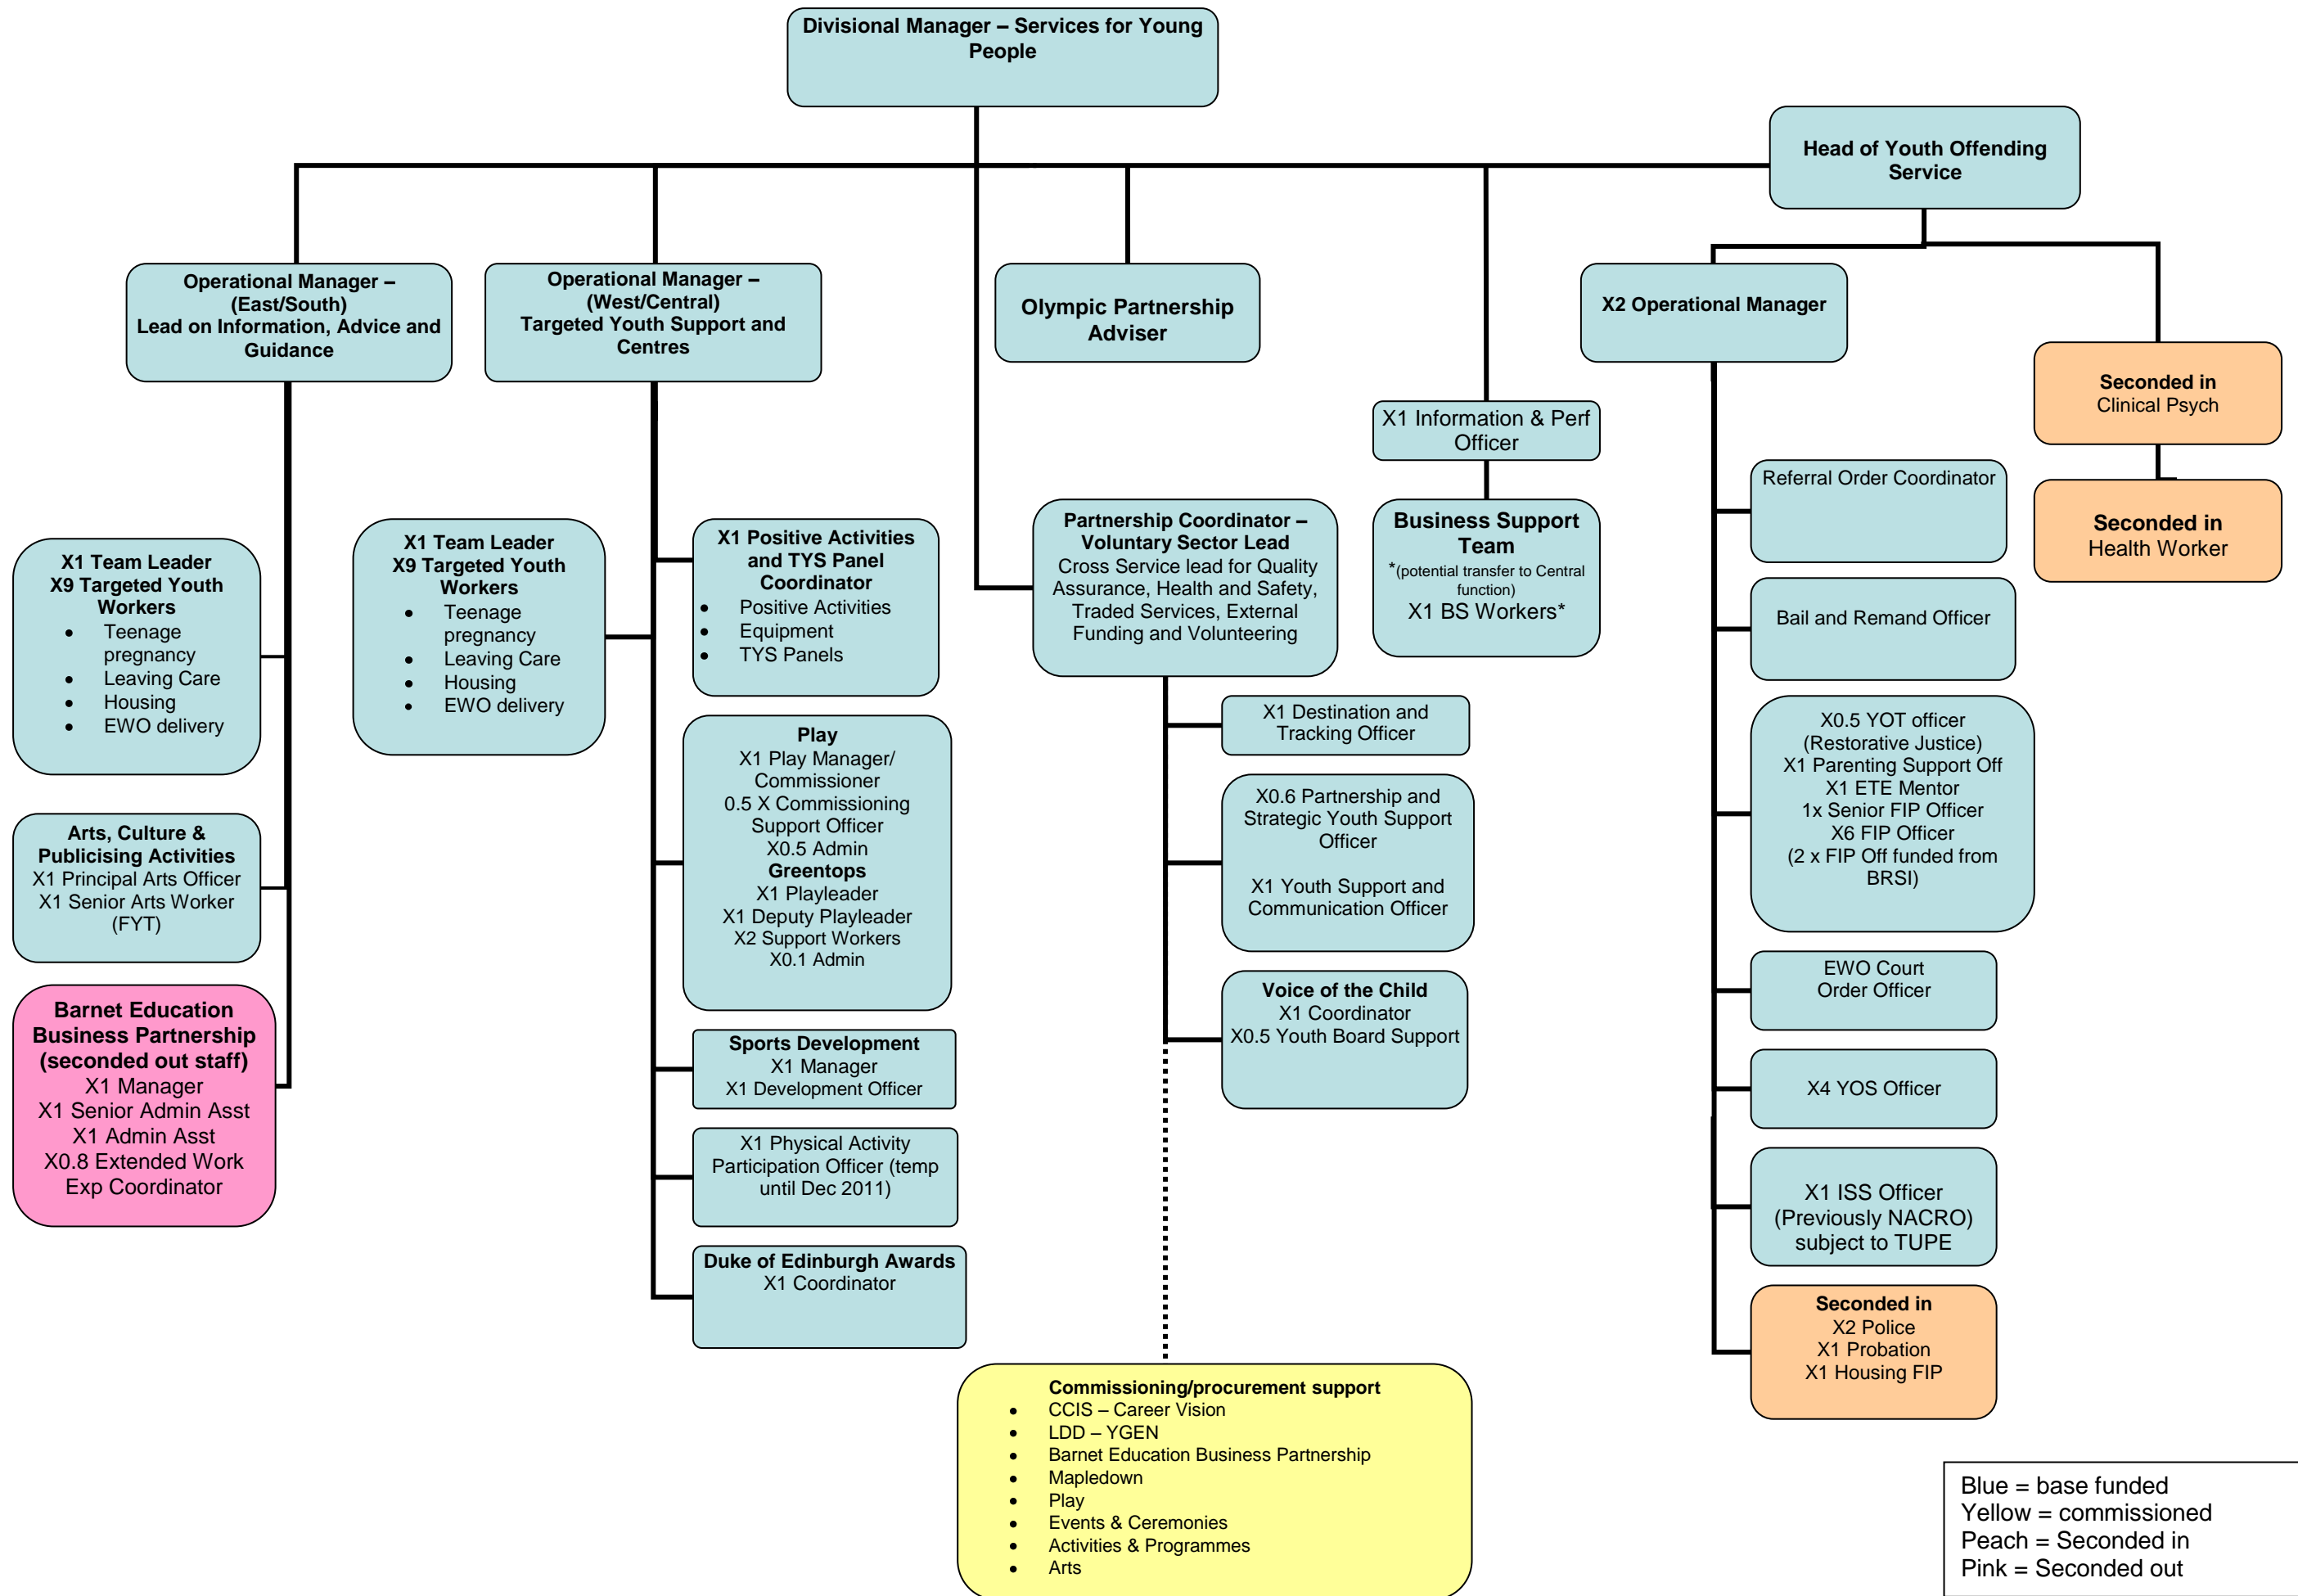 Divisional Manager – Services for Young
People
Head of Youth Offending
Service
Operational Manager –
(East/South)
Lead on Information, Advice and
Guidance
Operational Manager –
(West/Central)
Targeted Youth Support and
Centres
Olympic Partnership
Adviser
X2 Operational Manager
Seconded in
Clinical Psych
Seconded in
Health Worker
X1 Information & Perf
Officer
Business Support
Team
*(potential transfer to Central
function)
X1 BS Workers*
X1 Team Leader
X9 Targeted Youth
Workers
• Teenage
pregnancy
• Leaving Care
• Housing
• EWO delivery
Arts, Culture &
Publicising Activities
X1 Principal Arts Officer
X1 Senior Arts Worker
(FYT)
Barnet Education
Business Partnership
(seconded out staff)
X1 Manager
X1 Senior Admin Asst
X1 Admin Asst
X0.8 Extended Work
Exp Coordinator
X1 Team Leader
X9 Targeted Youth
Workers
• Teenage
pregnancy
• Leaving Care
• Housing
• EWO delivery
X1 Positive Activities
and TYS Panel
Coordinator
• Positive Activities
• Equipment
• TYS Panels
Play
X1 Play Manager/
Commissioner
0.5 X Commissioning
Support Officer
X0.5 Admin
Greentops
X1 Playleader
X1 Deputy Playleader
X2 Support Workers
X0.1 Admin
Sports Development
X1 Manager
X1 Development Officer
X1 Physical Activity
Participation Officer (temp
until Dec 2011)
Duke of Edinburgh Awards
X1 Coordinator
Partnership Coordinator –
Voluntary Sector Lead
Cross Service lead for Quality
Assurance, Health and Safety,
Traded Services, External
Funding and Volunteering
X1 Destination and
Tracking Officer
X0.6 Partnership and
Strategic Youth Support
Officer
X1 Youth Support and
Communication Officer
Voice of the Child
X1 Coordinator
X0.5 Youth Board Support
Commissioning/procurement support
• CCIS – Career Vision
• LDD – YGEN
• Barnet Education Business Partnership
• Mapledown
• Play
• Events & Ceremonies
• Activities & Programmes
• Arts
Referral Order Coordinator
Bail and Remand Officer
X0.5 YOT officer
(Restorative Justice)
X1 Parenting Support Off
X1 ETE Mentor
1x Senior FIP Officer
X6 FIP Officer
(2 x FIP Off funded from
BRSI)
EWO Court
Order Officer
X4 YOS Officer
X1 ISS Officer
(Previously NACRO)
subject to TUPE
Seconded in
X2 Police
X1 Probation
X1 Housing FIP
Blue = base funded
Yellow = commissioned
Peach = Seconded in
Pink = Seconded out